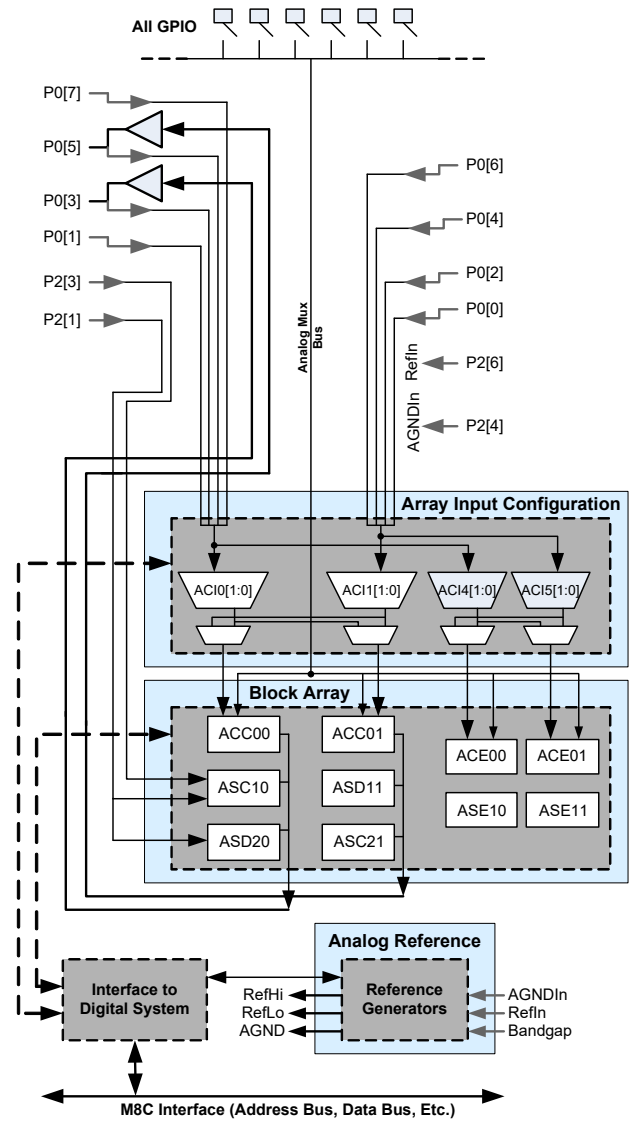 All GPIO
P0[7]
P0[5]
P0[3]
P0[1]
P2[3]
P2[1]
P0[6]
P0[4]
P0[2]
P0[0]
P2[6]
P2[4]
RefIn
AGNDIn
Analog Mux
Bus
Array Input Configuration
ACI0[1:0]
ACI1[1:0]
ACI4[1:0]
ACI5[1:0]
Block Array
ACC00
ACC01
ACE00
ACE01
ASC10
ASD11
ASE10
ASE11
ASD20
ASC21
Analog Reference
Interface to
Digital System
RefHi
RefLo
AGND
Reference
Generators
AGNDIn
RefIn
Bandgap
M8C Interface (Address Bus, Data Bus, Etc.)